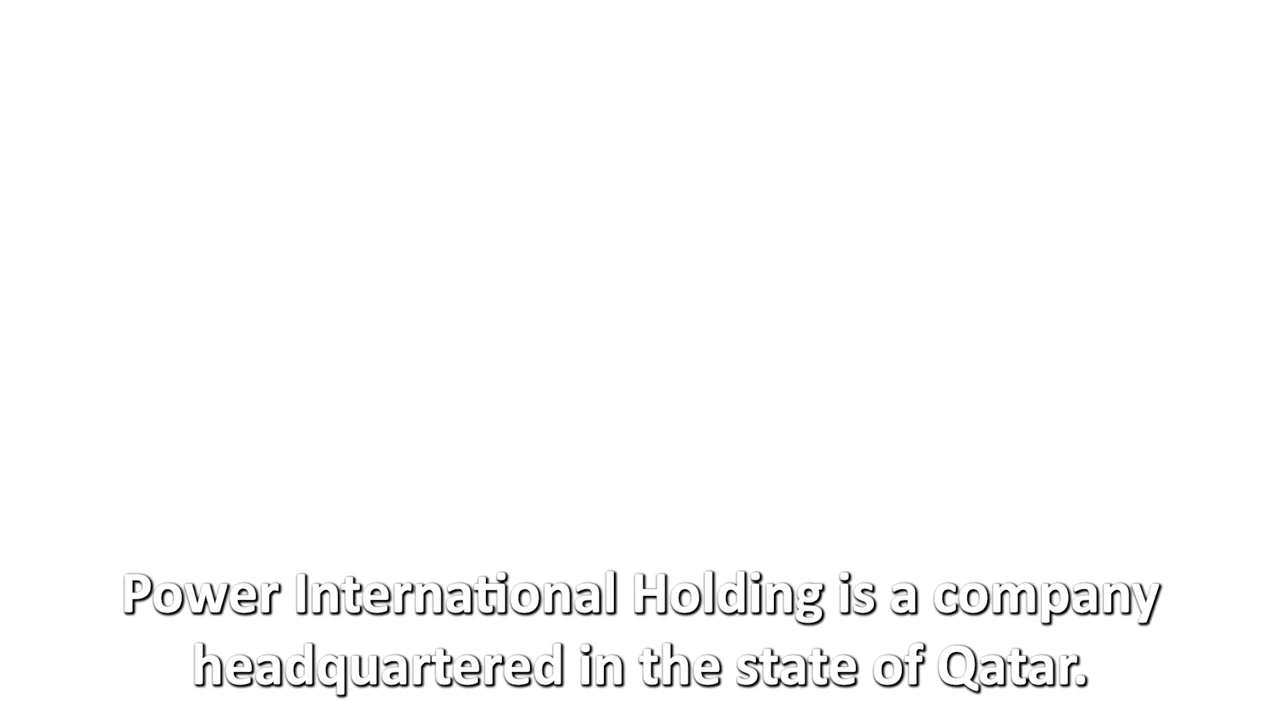 Power International Holding is a company
headquartered in the state of Qatar.